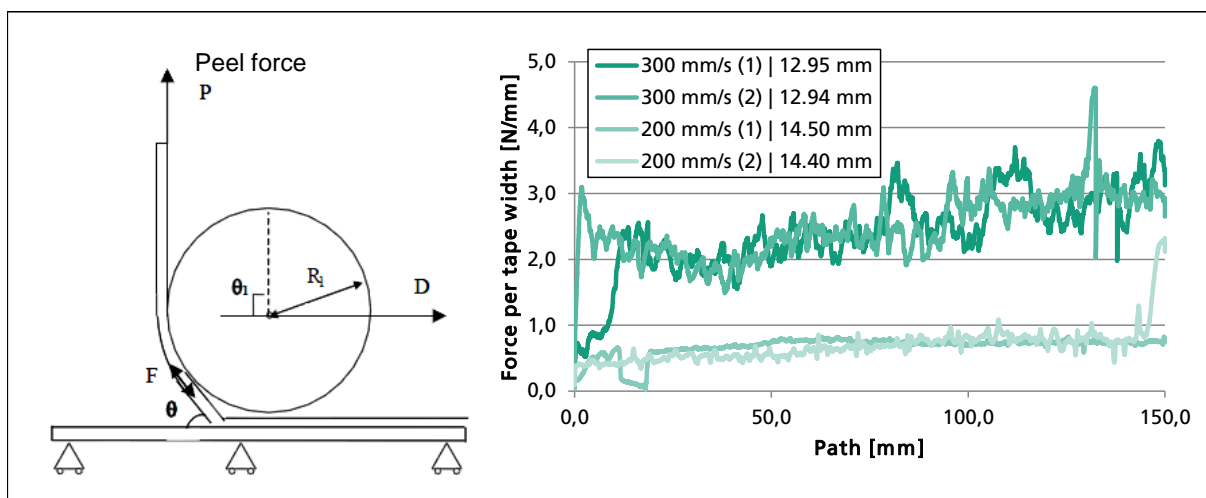 Peel force
P
θ1
R1
D
F
θ
300 mm/s (1) | 12.95 mm
300 mm/s (2) | 12.94 mm
200 mm/s (1) | 14.50 mm
200 mm/s (2) | 14.40 mm
Force per tape width [N/mm]
5,0
4,0
3,0
2,0
1,0
0,0
0,0 50,0 100,0 150,0
Path [mm]